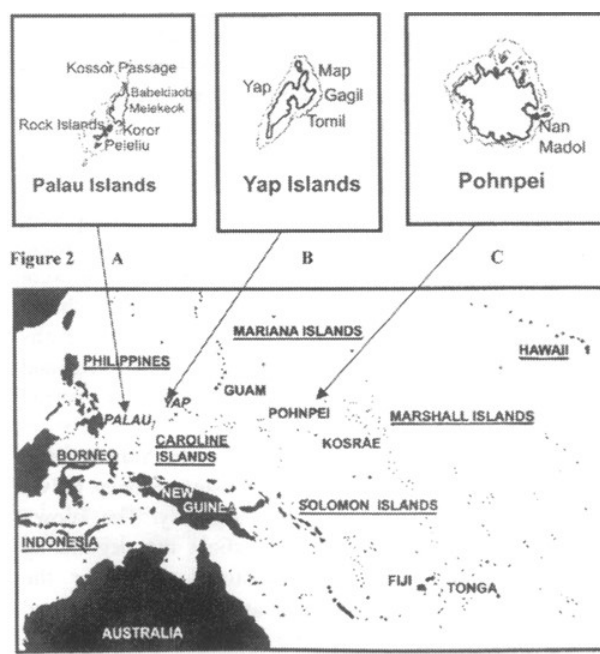 Kossor Passage
Babeldaob
Melekeok
Rock Islands
Koror
Peleliu
Palau Islands
Map
Yap
Gagil
Tomil
Yap Islands
Nan
Madol
Pohnpei
Figure 2 A B C
MARIANA ISLANDS
HAWAII
PHILIPPINES
GUAM
YAP
POHNPEI
PALAU
MARSHALL ISLANDS
CAROLINE
ISLANDS
KOSRAE
BORNEO
NEW
GUINEA
SOLOMON ISLANDS
INDONESIA
FIJI
TONGA
AUSTRALIA